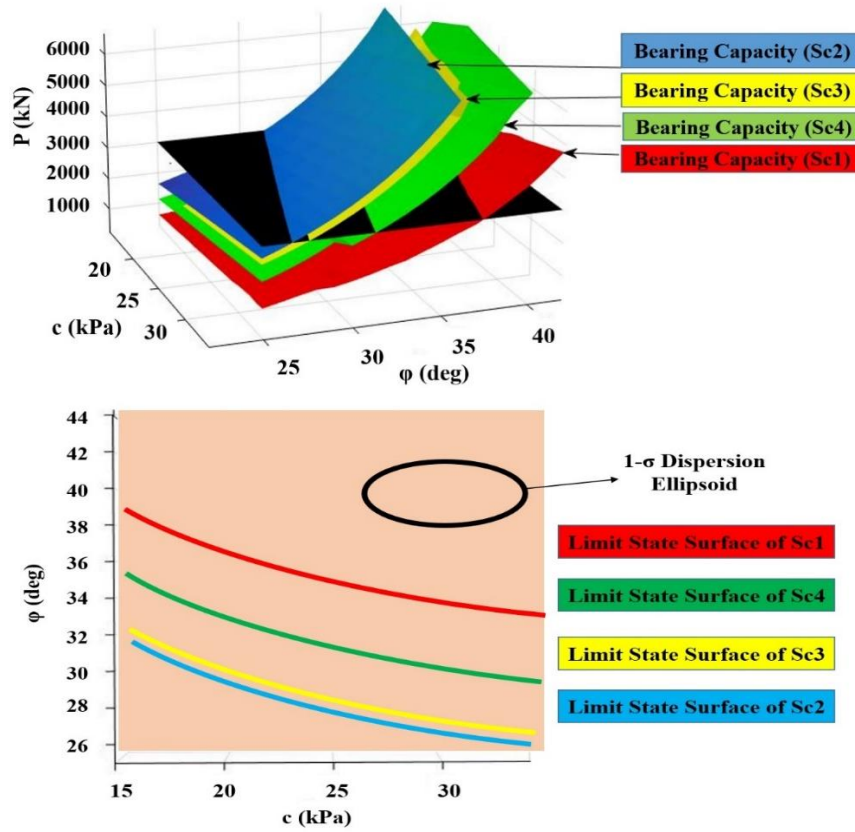 6000
5000
4000
3000
2000
1000
P (kN)
20
25
30
c (kPa)
25
30
35
40
φ (deg)
Bearing Capacity (Sc2)
Bearing Capacity (Sc3)
Bearing Capacity (Sc4)
Bearing Capacity (Sc1)
44
42
40
38
36
34
32
30
28
26
φ (deg)
15
20
25
30
c (kPa)
1-σ Dispersion
Ellipsoid
Limit State Surface of Sc1
Limit State Surface of Sc4
Limit State Surface of Sc3
Limit State Surface of Sc2